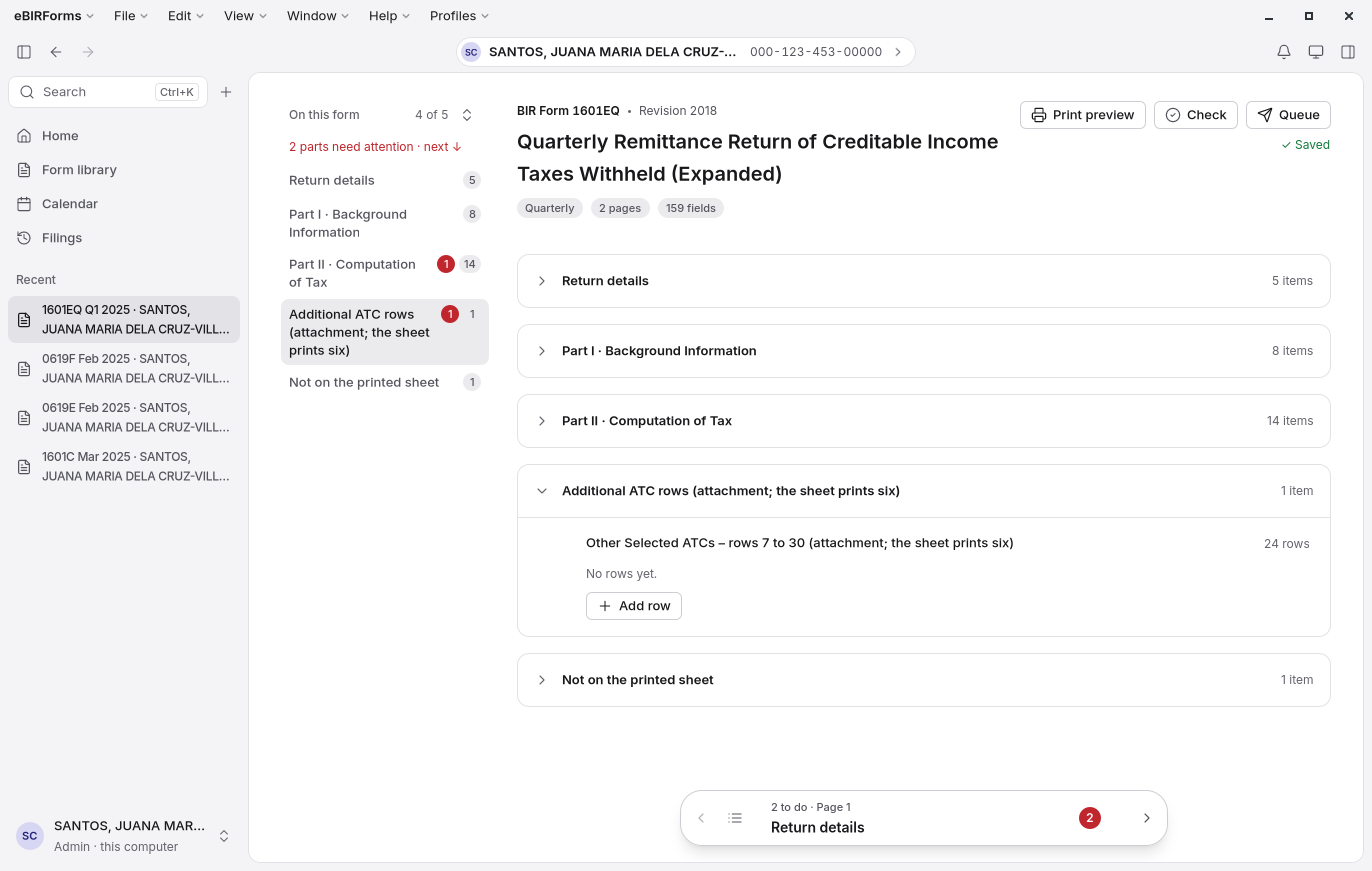 eBIRForms File Edit View Window Help Profiles
SC SANTOS, JUANA MARIA DELA CRUZ-... 000-123-453-00000
Search Ctrl+K
Home
Form library
Calendar
Filings
Recent
1601EQ Q1 2025 · SANTOS,
JUANA MARIA DELA CRUZ-VILL...
0619F Feb 2025 · SANTOS,
JUANA MARIA DELA CRUZ-VILL...
0619E Feb 2025 · SANTOS,
JUANA MARIA DELA CRUZ-VILL...
1601C Mar 2025 · SANTOS,
JUANA MARIA DELA CRUZ-VILL...
SC SANTOS, JUANA MAR...
Admin · this computer
On this form 4 of 5
2 parts need attention · next ↓
Return details 5
Part I · Background 8
Information
Part II · Computation 1 14
of Tax
Additional ATC rows 1 1
(attachment; the sheet
prints six)
Not on the printed sheet 1
BIR Form 1601EQ • Revision 2018
Print preview Check Queue
Quarterly Remittance Return of Creditable Income
Taxes Withheld (Expanded)
✓ Saved
Quarterly 2 pages 159 fields
Return details 5 items
Part I · Background Information 8 items
Part II · Computation of Tax 14 items
Additional ATC rows (attachment; the sheet prints six) 1 item
Other Selected ATCs – rows 7 to 30 (attachment; the sheet prints six) 24 rows
No rows yet.
Add row
Not on the printed sheet 1 item
2 to do · Page 1
Return details 2